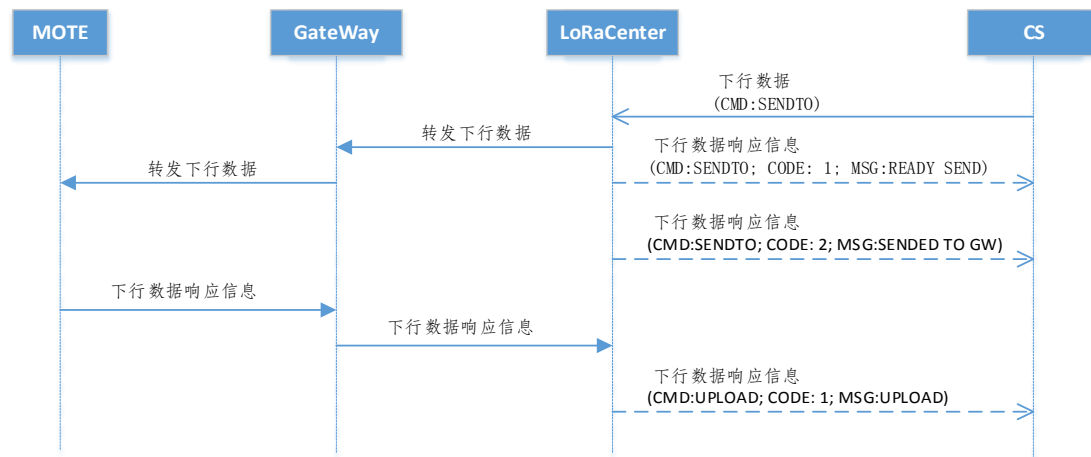 MOTE
GateWay
LoRaCenter
CS
下行数据
(CMD:SENDTO)
转发下行数据
下行数据响应信息
(CMD:SENDTO; CODE: 1; MSG:READY SEND)
转发下行数据
下行数据响应信息
(CMD:SENDTO; CODE: 2; MSG:SENDED TO GW)
下行数据响应信息
下行数据响应信息
下行数据响应信息
(CMD:UPLOAD; CODE: 1; MSG:UPLOAD)